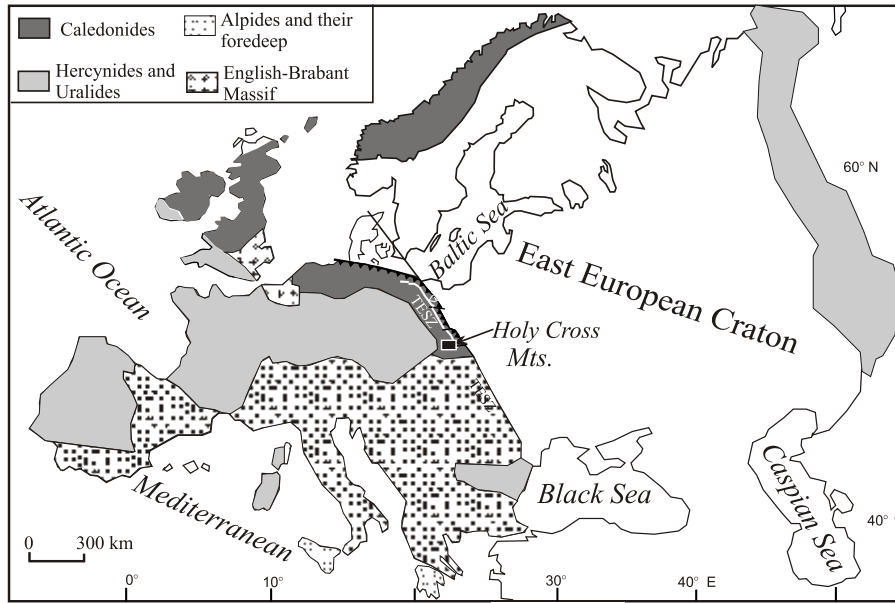 Caledonides
Alpides and their
foredeep
Hercynides and
Uralides
English-Brabant
Massif
60° N
Atlantic Ocean
Baltic Sea
East European Craton
TESZ
Holy Cross
Mts.
TESZ
Caspian Sea
Black Sea
Mediterranean
40°
0
300 km
0°
10°
30°
40° E